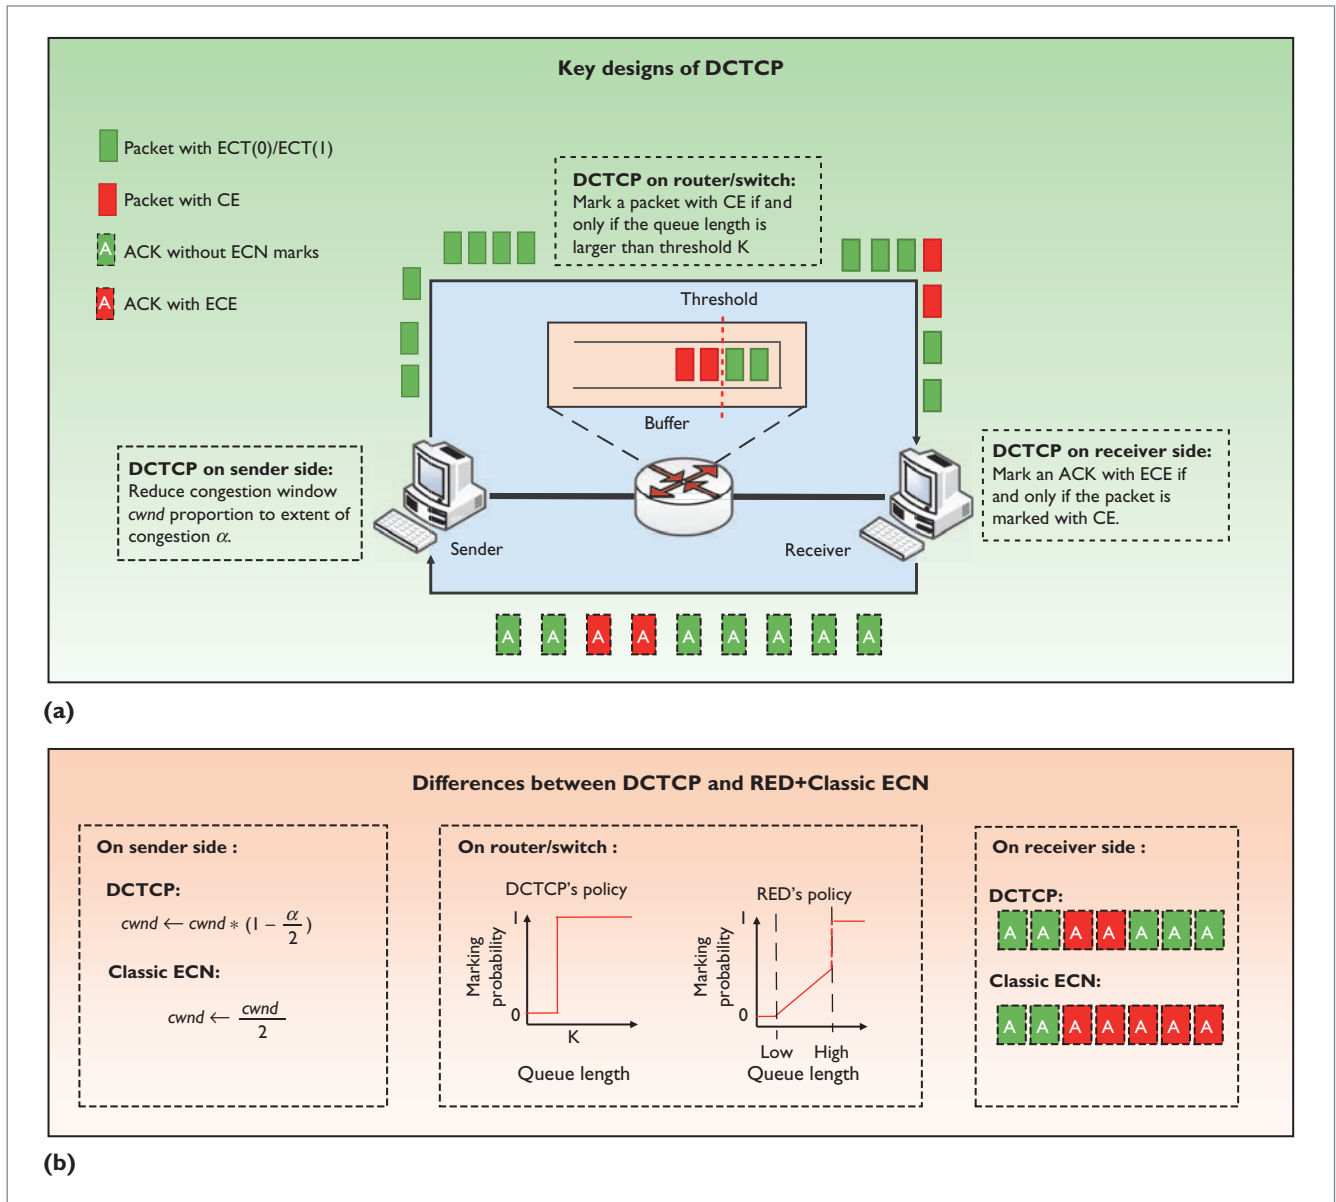 Key designs of DCTCP
Packet with ECT(0)/ECT(1)
Packet with CE
A ACK without ECN marks
A ACK with ECE
DCTCP on router/switch:
Mark a packet with CE if and
only if the queue length is
larger than threshold K
Threshold
Buffer
DCTCP on sender side:
Reduce congestion window
cwnd proportion to extent of
congestion α.
Sender
Receiver
DCTCP on receiver side:
Mark an ACK with ECE if
and only if the packet is
marked with CE.
A A A A A A A A A
(a)
Differences between DCTCP and RED+Classic ECN
On sender side :
DCTCP:
cwnd ← cwnd * (1 − α/2)
Classic ECN:
cwnd ← cwnd/2
On router/switch :
DCTCP's policy
Marking
probability
1
0
K
Queue length
RED's policy
Marking
probability
1
0
Low High
Queue length
On receiver side :
DCTCP:
A A A A A A A
Classic ECN:
A A A A A A A
(b)